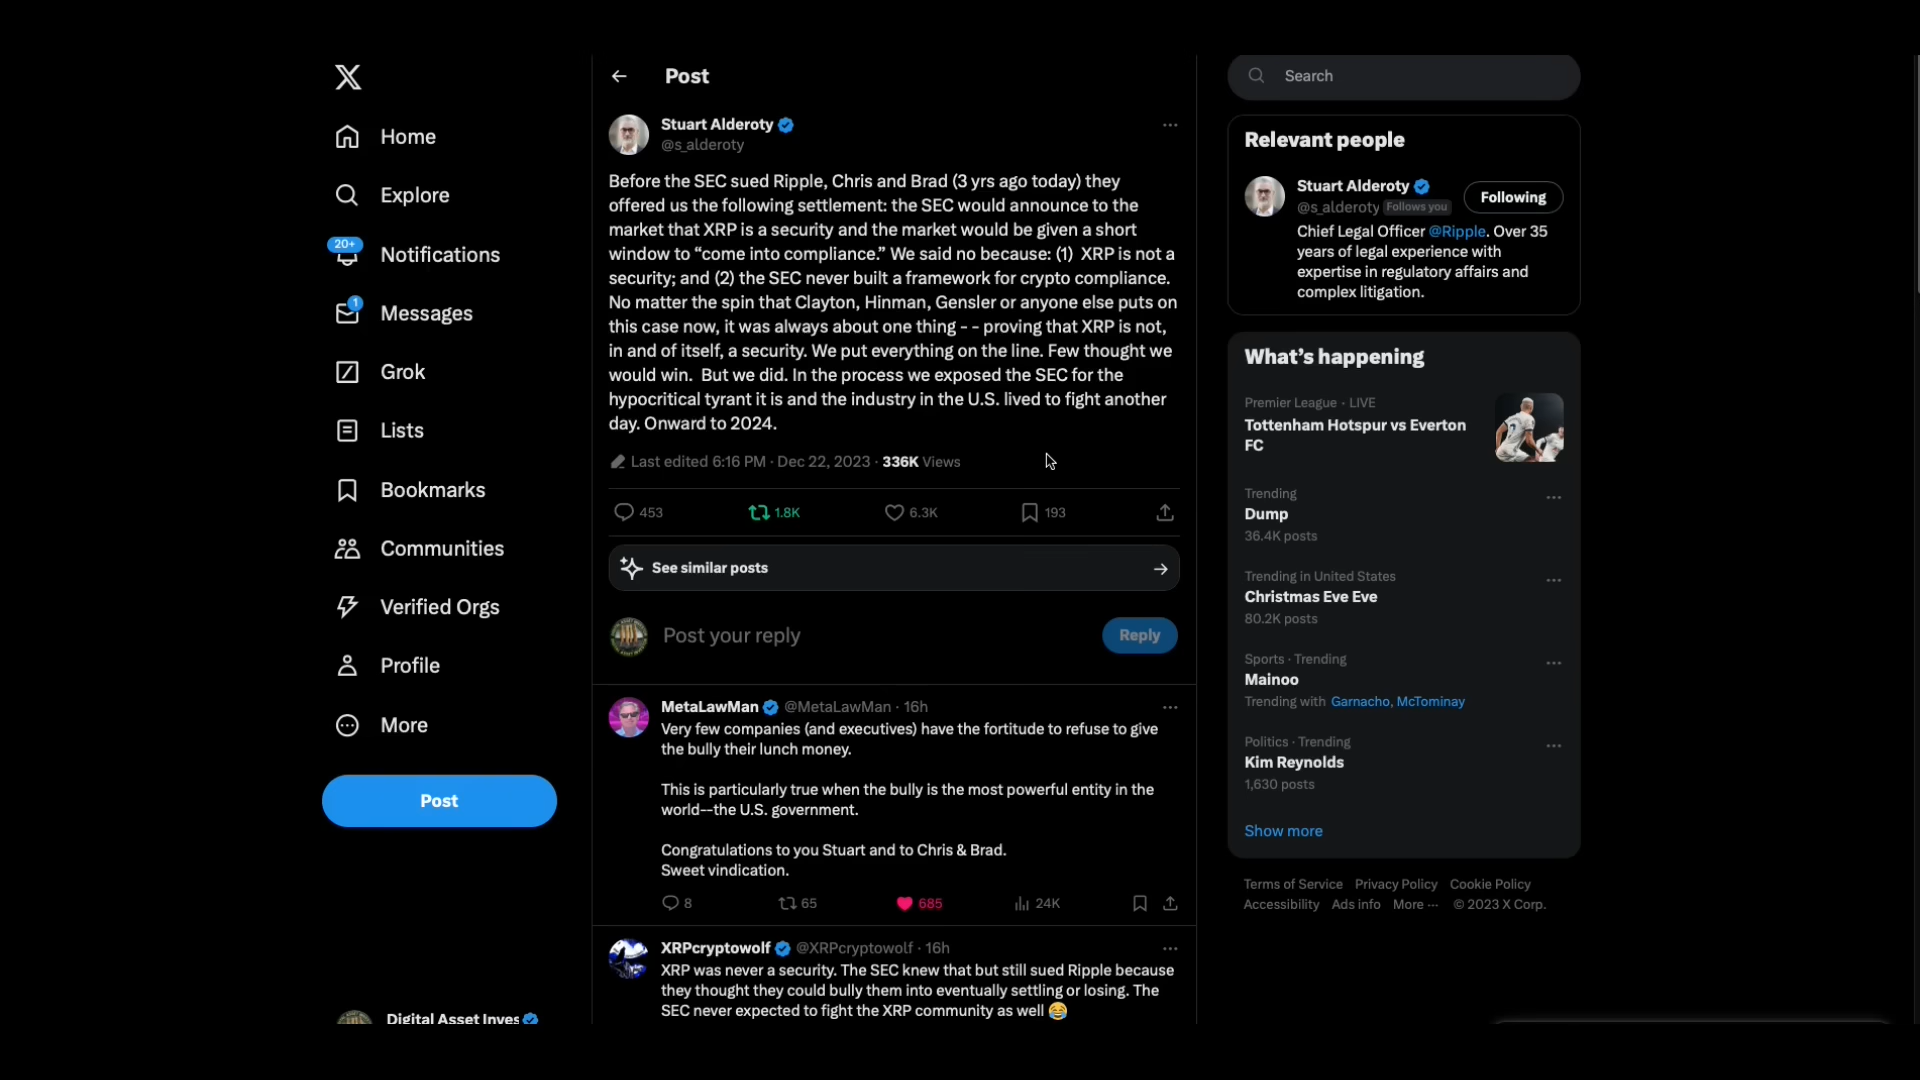 Home
Explore
20+
Notifications
1
Messages
Grok
Lists
Bookmarks
Communities
Verified Orgs
Profile
More
Post
Digital Asset Inves
Post
Stuart Alderoty
@s_alderoty
Before the SEC sued Ripple, Chris and Brad (3 yrs ago today) they
offered us the following settlement: the SEC would announce to the
market that XRP is a security and the market would be given a short
window to “come into compliance.” We said no because: (1)  XRP is not a
security; and (2) the SEC never built a framework for crypto compliance.
No matter the spin that Clayton, Hinman, Gensler or anyone else puts on
this case now, it was always about one thing - - proving that XRP is not,
in and of itself, a security. We put everything on the line. Few thought we
would win.  But we did. In the process we exposed the SEC for the
hypocritical tyrant it is and the industry in the U.S. lived to fight another
day. Onward to 2024.
Last edited 6:16 PM · Dec 22, 2023 · 336K Views
453 1.8K 6.3K 193
See similar posts
Post your reply
Reply
MetaLawMan @MetaLawMan · 16h
Very few companies (and executives) have the fortitude to refuse to give
the bully their lunch money.
This is particularly true when the bully is the most powerful entity in the
world--the U.S. government.
Congratulations to you Stuart and to Chris & Brad.
Sweet vindication.
8 65 685 24K
XRPcryptowolf @XRPcryptowolf · 16h
XRP was never a security. The SEC knew that but still sued Ripple because
they thought they could bully them into eventually settling or losing. The
SEC never expected to fight the XRP community as well 😂
Search
Relevant people
Stuart Alderoty
@s_alderoty Follows you
Following
Chief Legal Officer @Ripple. Over 35
years of legal experience with
expertise in regulatory affairs and
complex litigation.
What’s happening
Premier League · LIVE
Tottenham Hotspur vs Everton
FC
Trending
Dump
36.4K posts
Trending in United States
Christmas Eve Eve
80.2K posts
Sports · Trending
Mainoo
Trending with Garnacho, McTominay
Politics · Trending
Kim Reynolds
1,630 posts
Show more
Terms of Service Privacy Policy Cookie Policy
Accessibility Ads info More ··· © 2023 X Corp.